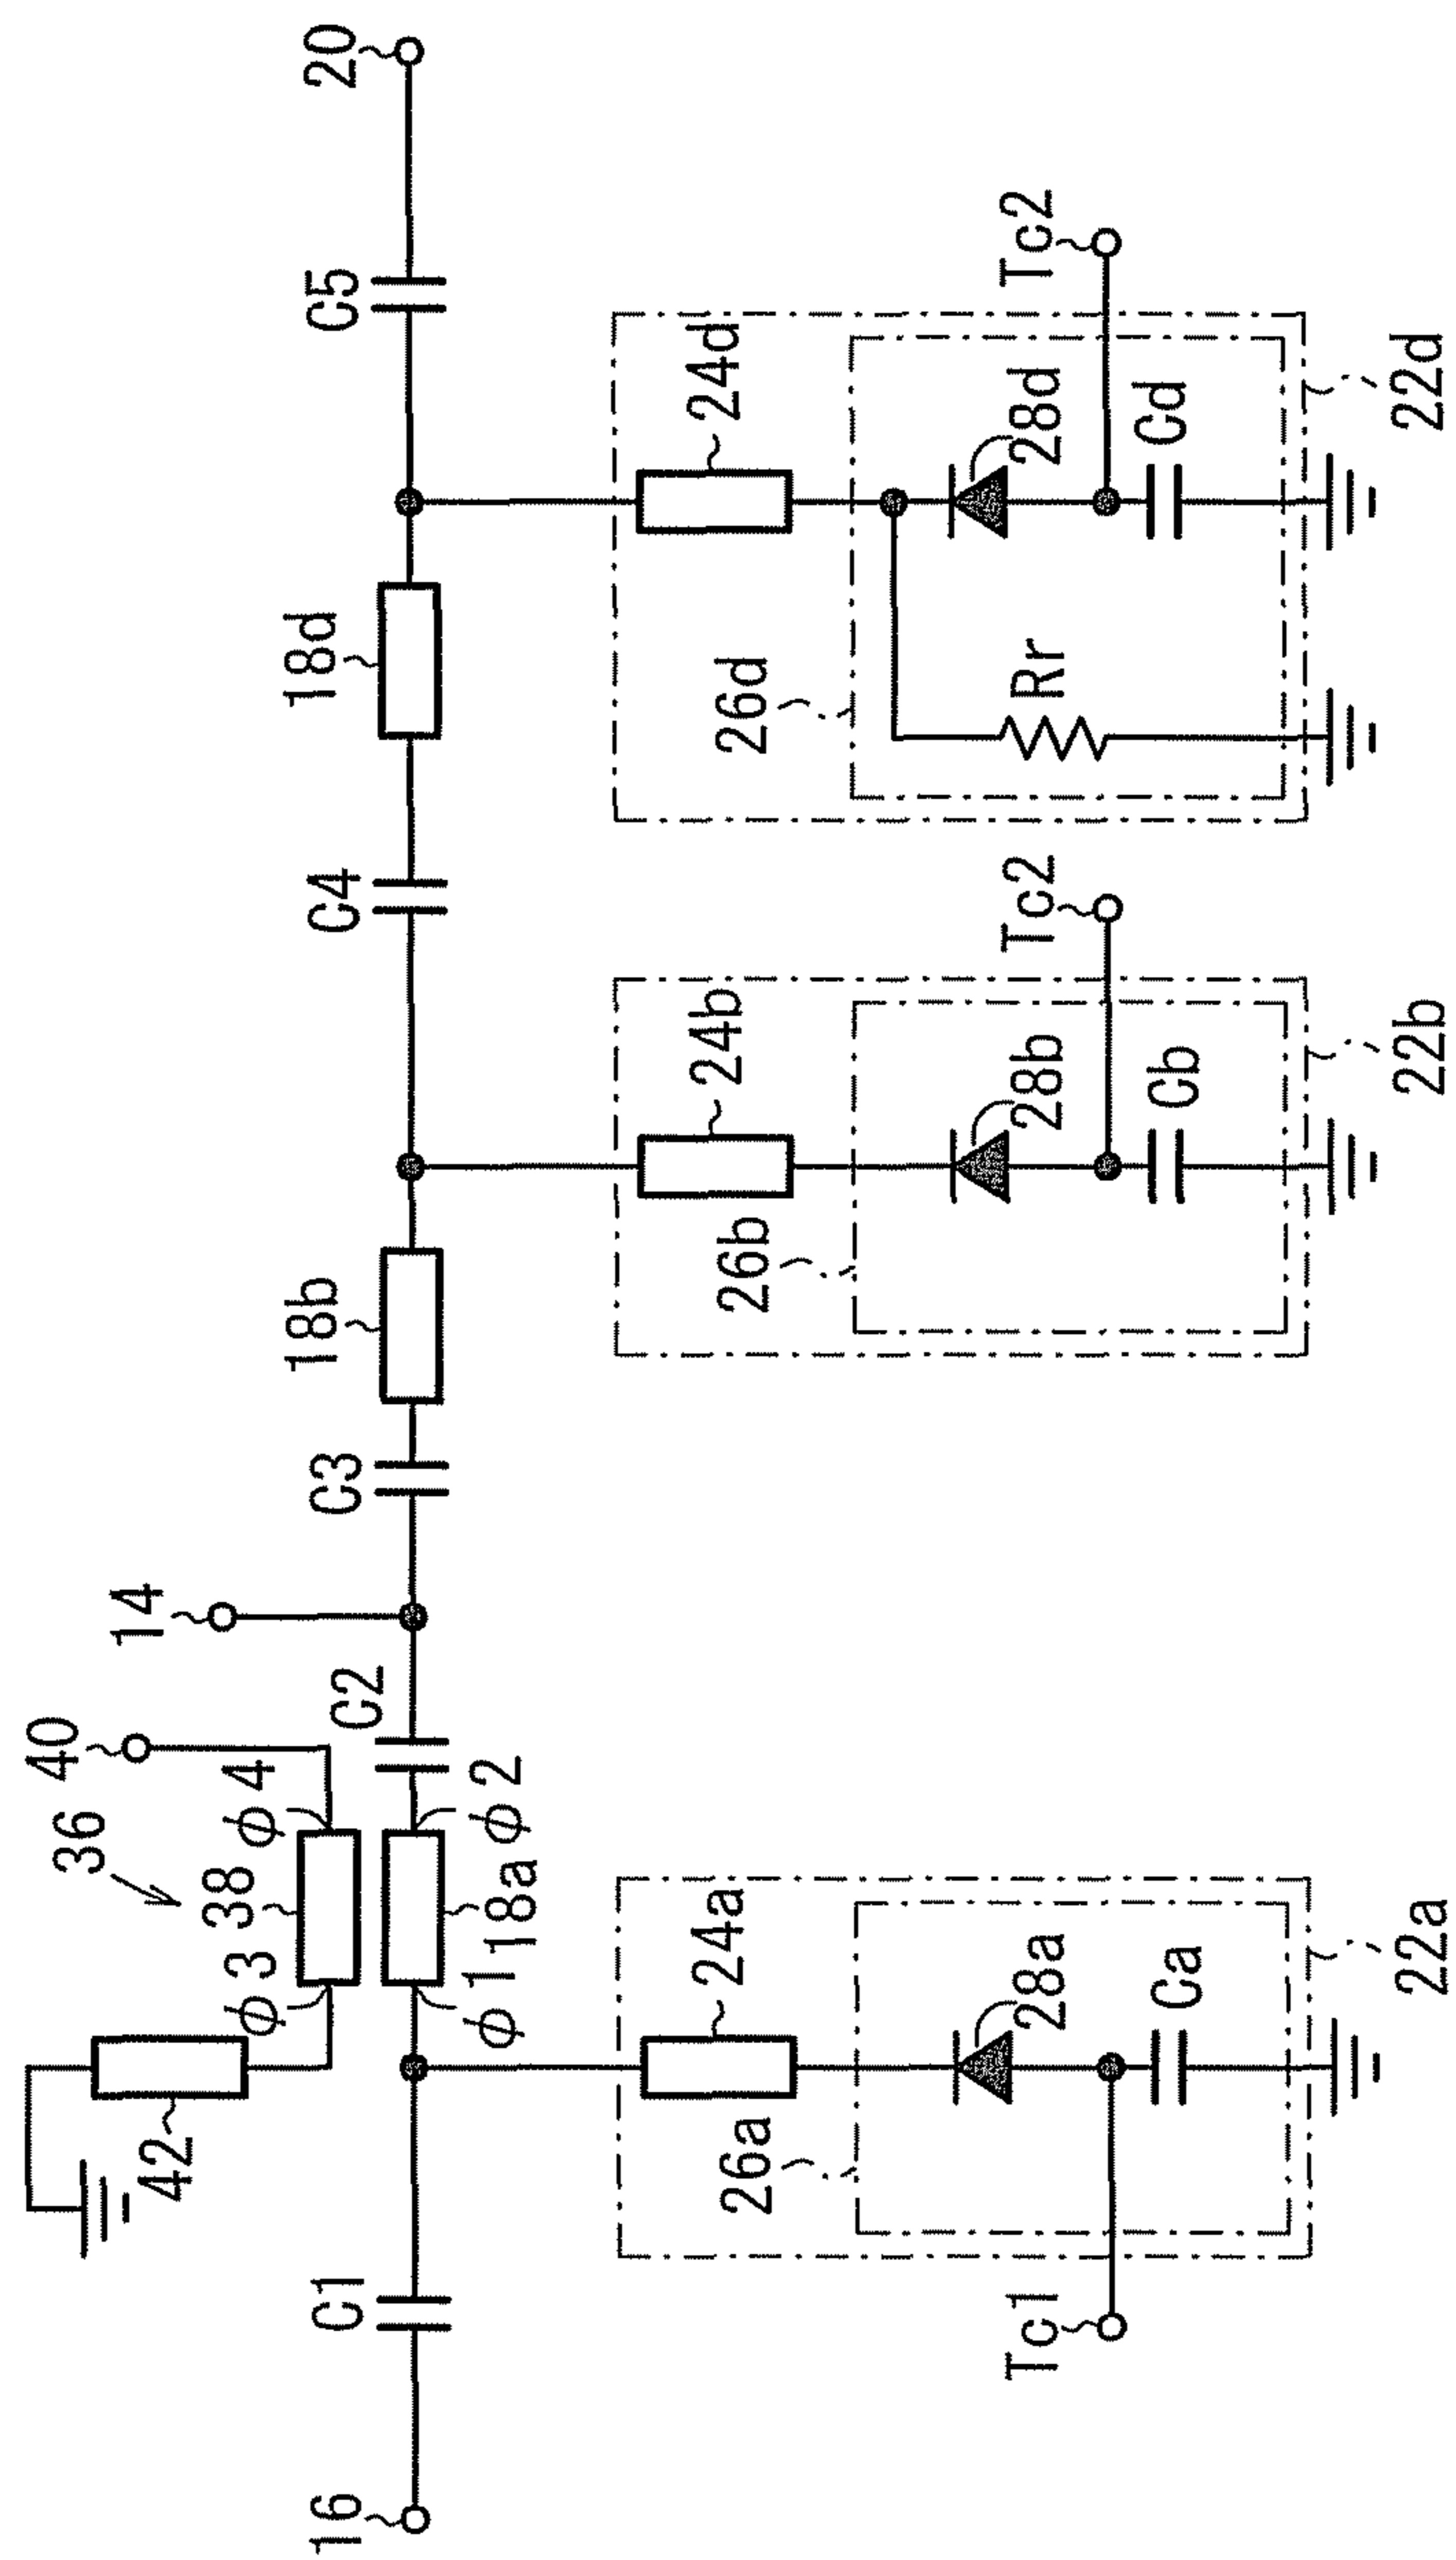 36
40
14
42
ϕ3
38
ϕ4
16
C1
ϕ1
18a
ϕ2
C2
C3
18b
C4
18d
C5
20
24a
24b
24d
26a
26b
26d
28a
28b
Rr
28d
Tc1
Tc2
Tc2
Ca
Cb
Cd
22a
22b
22d